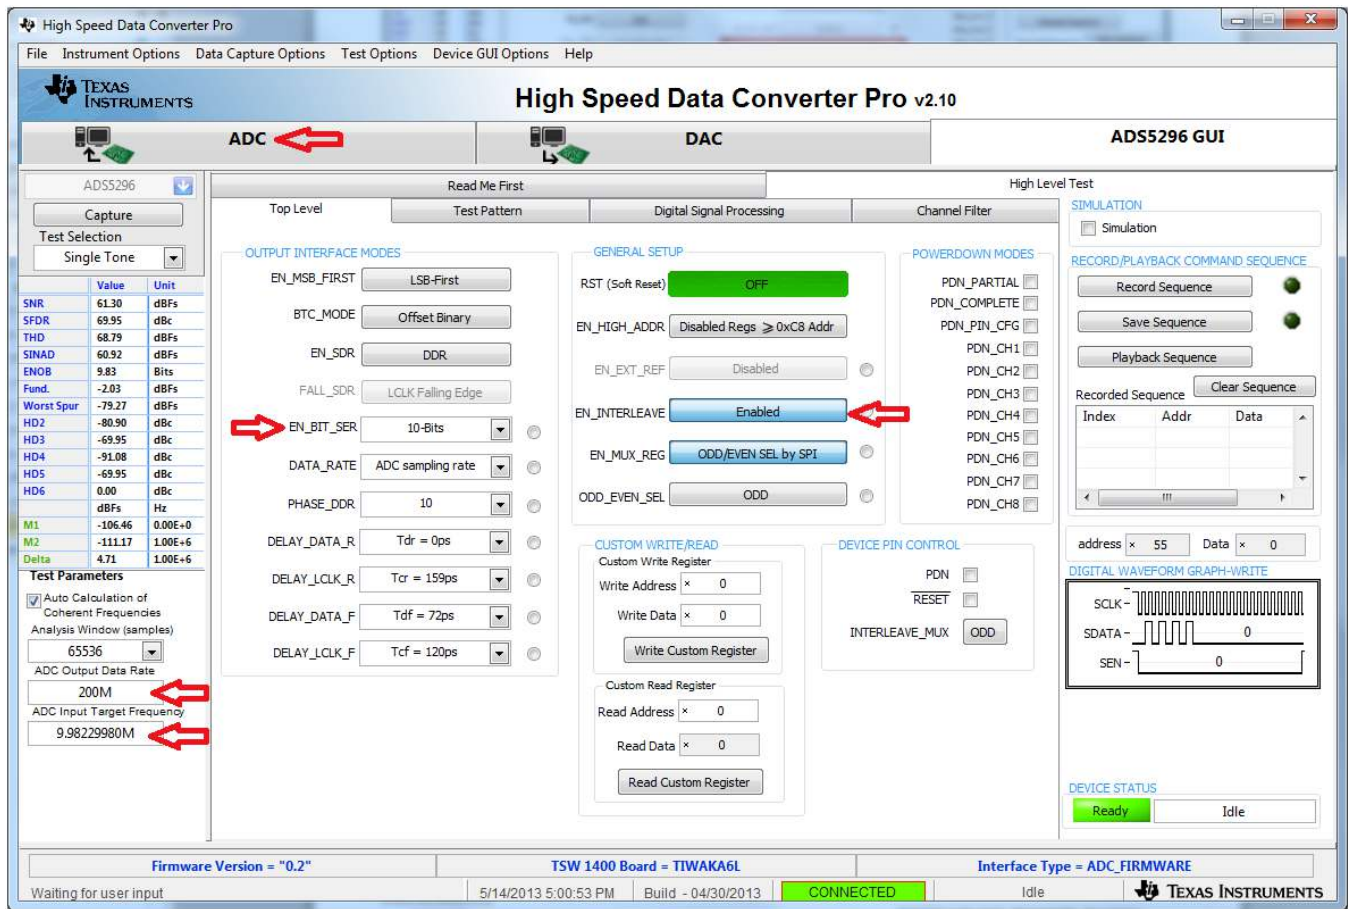 High Speed Data Converter Pro
File Instrument Options Data Capture Options Test Options Device GUI Options Help
TEXAS INSTRUMENTS
High Speed Data Converter Pro v2.10
ADC
DAC
ADS5296 GUI
ADS5296
Capture
Test Selection
Single Tone
Value Unit
SNR 61.30 dBFs
SFDR 69.95 dBc
THD 68.79 dBFs
SINAD 60.92 dBFs
ENOB 9.83 Bits
Fund. -2.03 dBFs
Worst Spur -79.27 dBFs
HD2 -80.90 dBc
HD3 -69.95 dBc
HD4 -91.08 dBc
HD5 -69.95 dBc
HD6 0.00 dBc
dBFs Hz
M1 -106.46 0.00E+0
M2 -111.17 1.00E+6
Delta 4.71 1.00E+6
Test Parameters
Auto Calculation of
Coherent Frequencies
Analysis Window (samples)
65536
ADC Output Data Rate
200M
ADC Input Target Frequency
9.98229980M
Read Me First
High Level Test
Top Level
Test Pattern
Digital Signal Processing
Channel Filter
OUTPUT INTERFACE MODES
EN_MSB_FIRST LSB-First
BTC_MODE Offset Binary
EN_SDR DDR
FALL_SDR LCLK Falling Edge
EN_BIT_SER 10-Bits
DATA_RATE ADC sampling rate
PHASE_DDR 10
DELAY_DATA_R Tdr = 0ps
DELAY_LCLK_R Tcr = 159ps
DELAY_DATA_F Tdf = 72ps
DELAY_LCLK_F Tcf = 120ps
GENERAL SETUP
RST (Soft Reset) OFF
EN_HIGH_ADDR Disabled Regs ⩾ 0xC8 Addr
EN_EXT_REF Disabled
EN_INTERLEAVE Enabled
EN_MUX_REG ODD/EVEN SEL by SPI
ODD_EVEN_SEL ODD
CUSTOM WRITE/READ
Custom Write Register
Write Address × 0
Write Data × 0
Write Custom Register
Custom Read Register
Read Address × 0
Read Data × 0
Read Custom Register
POWERDOWN MODES
PDN_PARTIAL
PDN_COMPLETE
PDN_PIN_CFG
PDN_CH1
PDN_CH2
PDN_CH3
PDN_CH4
PDN_CH5
PDN_CH6
PDN_CH7
PDN_CH8
DEVICE PIN CONTROL
PDN
RESET
INTERLEAVE_MUX ODD
SIMULATION
Simulation
RECORD/PLAYBACK COMMAND SEQUENCE
Record Sequence
Save Sequence
Playback Sequence
Recorded Sequence Clear Sequence
Index Addr Data
address × 55 Data × 0
DIGITAL WAVEFORM GRAPH-WRITE
SCLK
SDATA 0
SEN 0
DEVICE STATUS
Ready Idle
Firmware Version = "0.2"
TSW 1400 Board = TIWAKA6L
Interface Type = ADC_FIRMWARE
Waiting for user input
5/14/2013 5:00:53 PM
Build - 04/30/2013
CONNECTED
Idle
TEXAS INSTRUMENTS